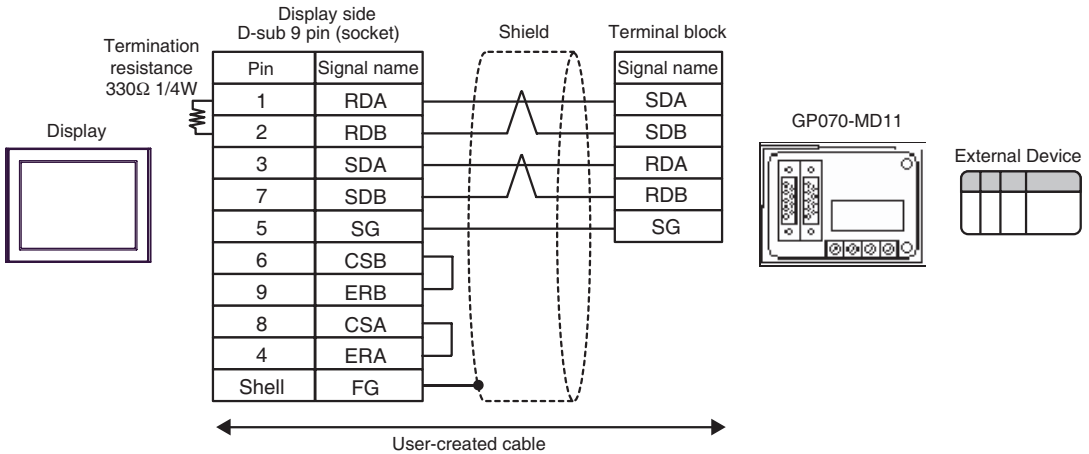 Display side
D-sub 9 pin (socket)
Shield
Terminal block
Termination
resistance
330Ω 1/4W
Pin Signal name
Signal name
1 RDA
SDA
2 RDB
SDB
3 SDA
RDA
7 SDB
RDB
5 SG
SG
6 CSB
9 ERB
8 CSA
4 ERA
Shell FG
Display
GP070-MD11
External Device
User-created cable